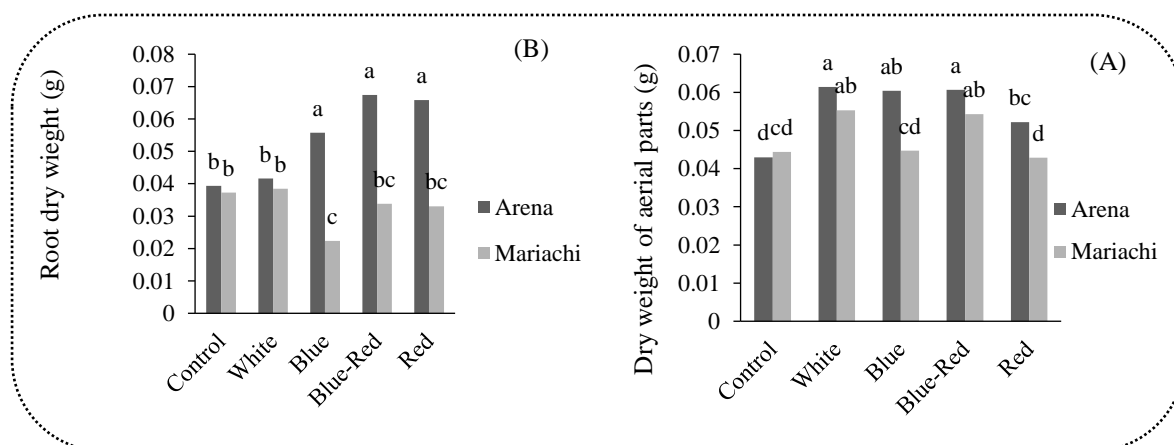 (B)
Root dry wieght (g)
0.08
0.07
0.06
0.05
0.04
0.03
0.02
0.01
0
b b
b b
a
c
a
bc
a
bc
Control
White
Blue
Blue-Red
Red
Arena
Mariachi
(A)
Dry weight of aerial parts (g)
0.07
0.06
0.05
0.04
0.03
0.02
0.01
0
d cd
a
ab
ab
cd
a
ab
bc
d
Control
White
Blue
Blue-Red
Red
Arena
Mariachi